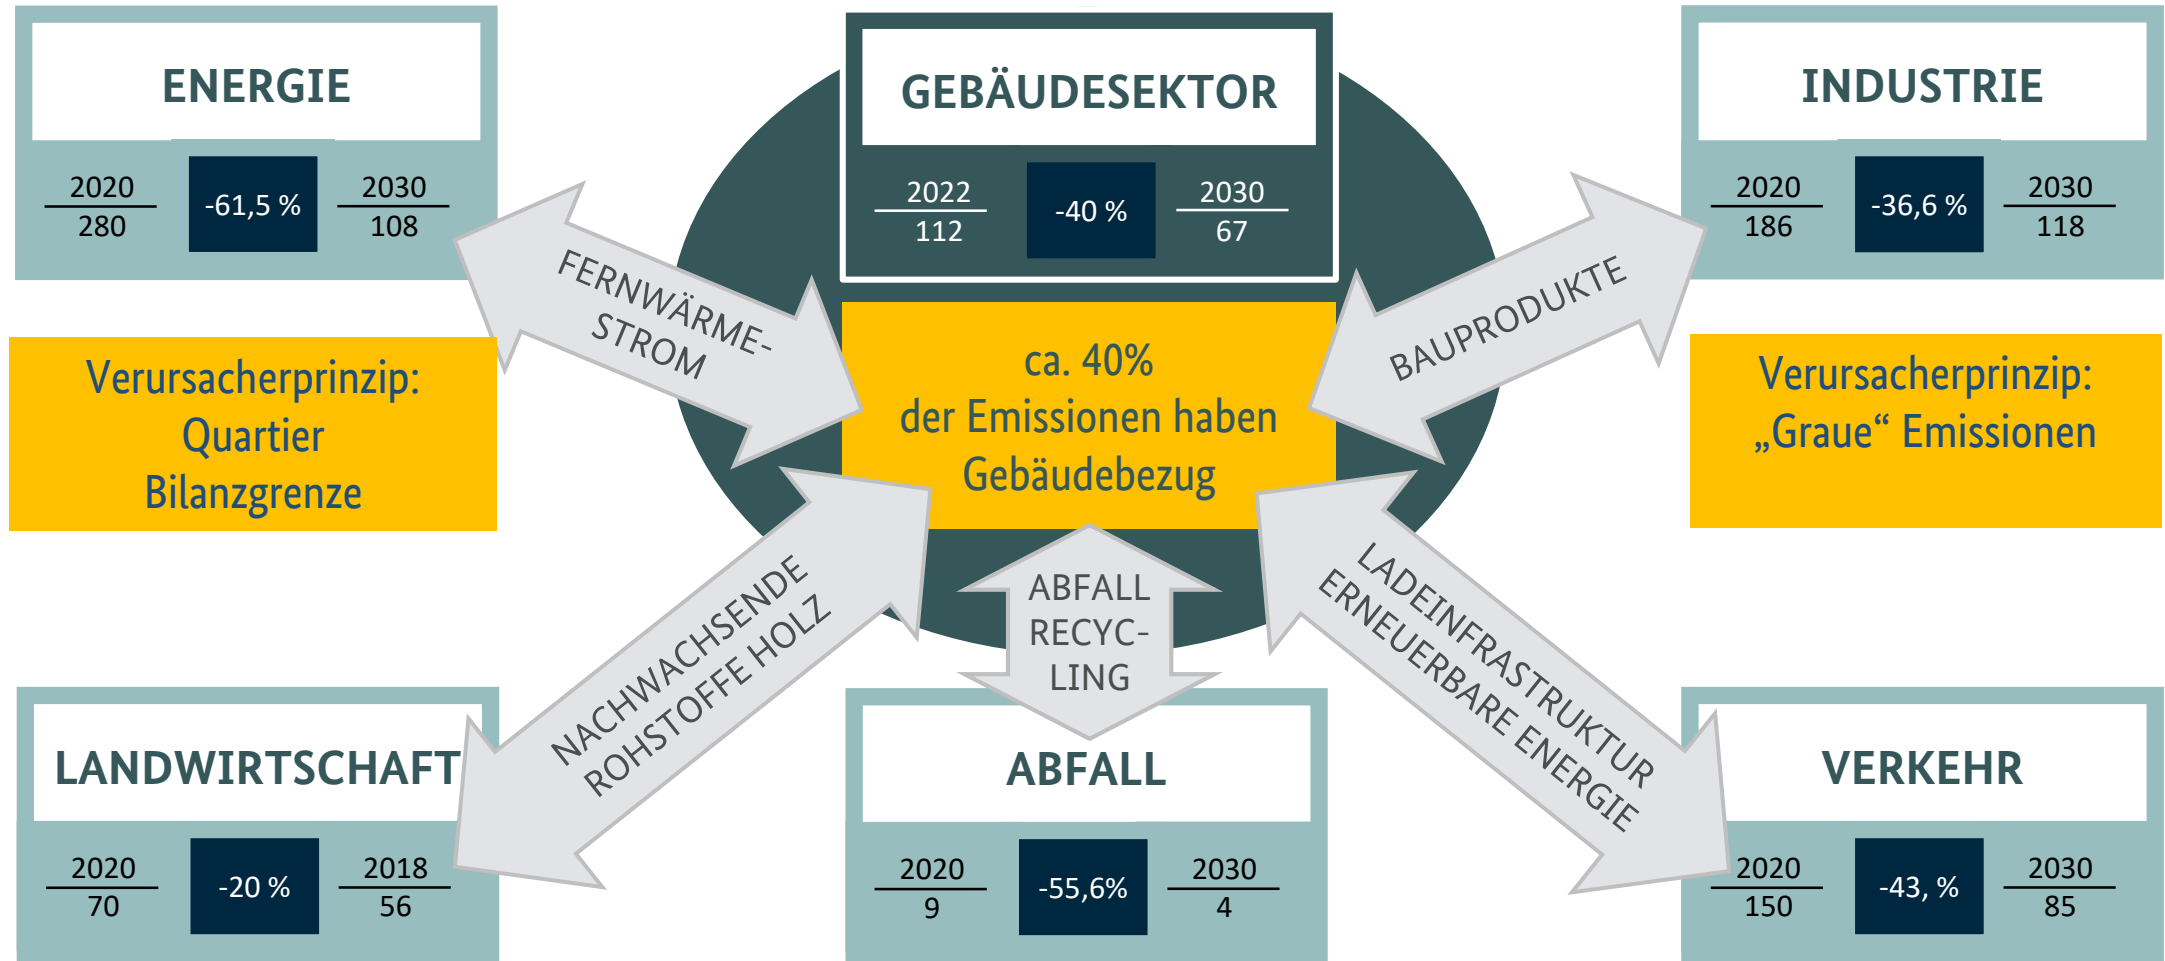 ENERGIE
2020
280
-61,5 %
2030
108
GEBÄUDESEKTOR
2022
112
-40 %
2030
67
INDUSTRIE
2020
186
-36,6 %
2030
118
FERNWÄRME-
STROM
BAUPRODUKTE
Verursacherprinzip:
Quartier
Bilanzgrenze
ca. 40%
der Emissionen haben
Gebäudebezug
Verursacherprinzip:
„Graue“ Emissionen
NACHWACHSENDE
ROHSTOFFE HOLZ
ABFALL
RECYC-
LING
LADEINFRASTRUKTUR
ERNEUERBARE ENERGIE
LANDWIRTSCHAFT
2020
70
-20 %
2018
56
ABFALL
2020
9
-55,6%
2030
4
VERKEHR
2020
150
-43, %
2030
85